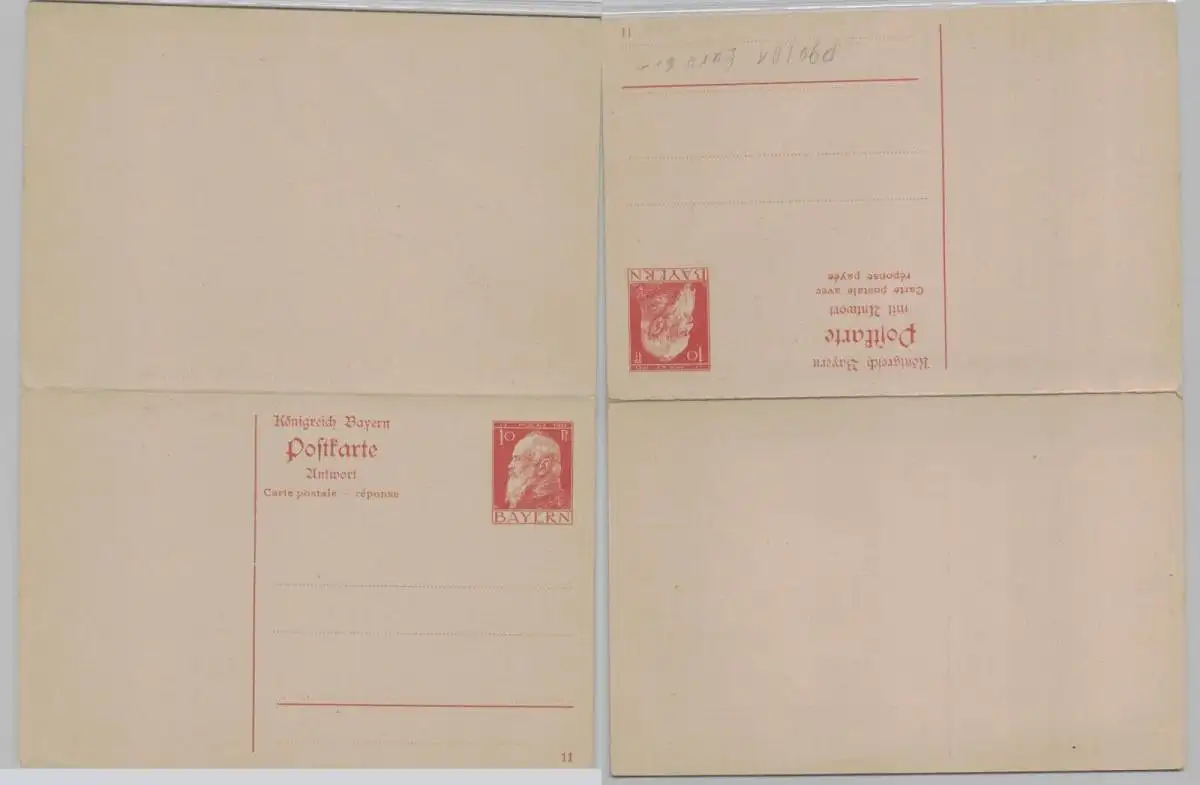 Königreich Bayern
Postkarte
Antwort
Carte postale - réponse
10 Pf
BAYERN
11
Königreich Bayern
Postkarte
mit Antwort
Carte postale avec
réponse payée
10 Pf
BAYERN
11